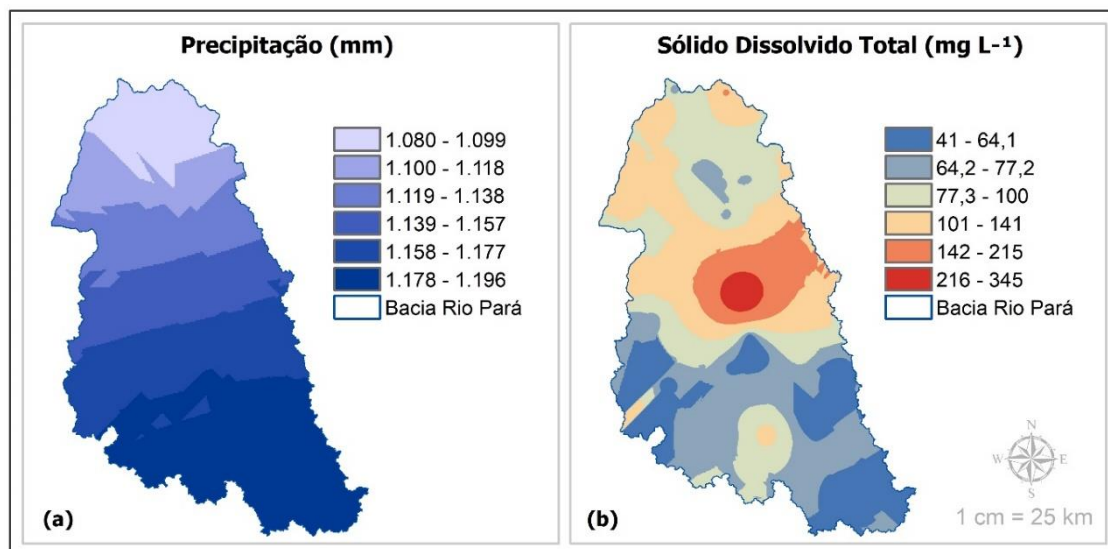 Precipitação (mm)
1.080 - 1.099
1.100 - 1.118
1.119 - 1.138
1.139 - 1.157
1.158 - 1.177
1.178 - 1.196
Bacia Rio Pará
(a)
Sólido Dissolvido Total (mg L-¹)
41 - 64,1
64,2 - 77,2
77,3 - 100
101 - 141
142 - 215
216 - 345
Bacia Rio Pará
N
W E
S
(b)
1 cm = 25 km